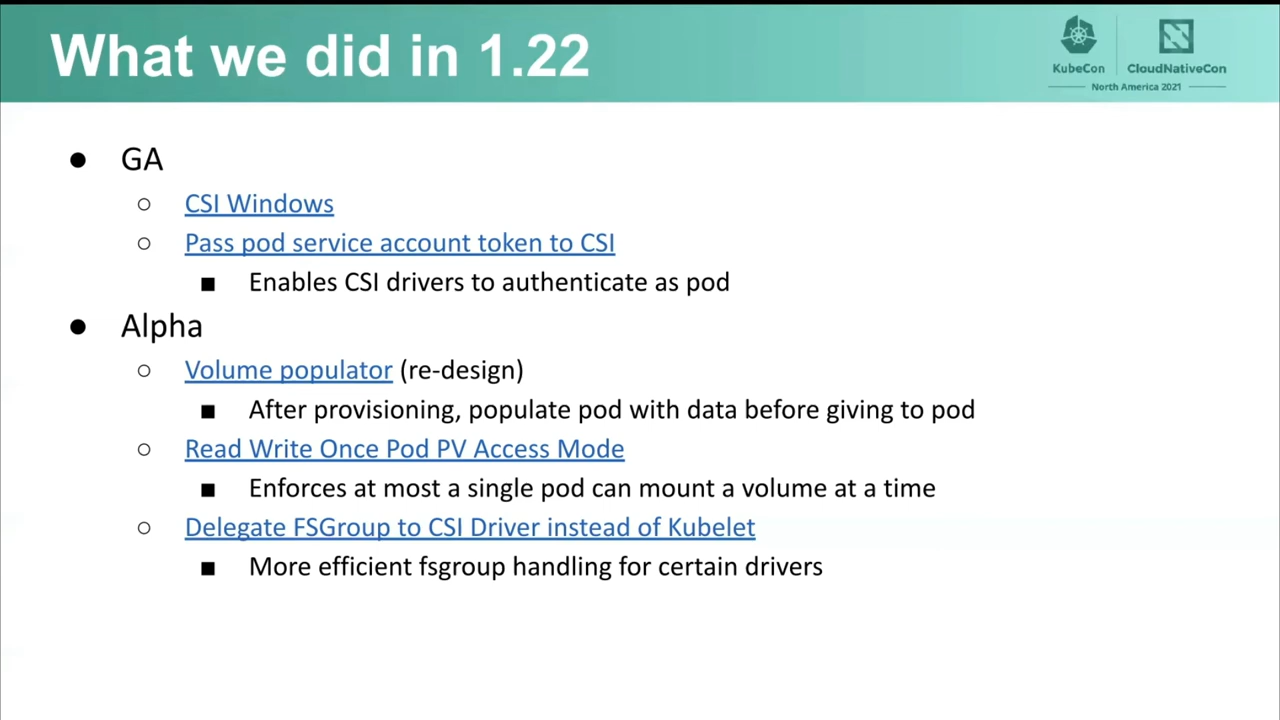 What we did in 1.22
KubeCon
CloudNativeCon
North America 2021
● GA
○ CSI Windows
○ Pass pod service account token to CSI
■ Enables CSI drivers to authenticate as pod
● Alpha
○ Volume populator (re-design)
■ After provisioning, populate pod with data before giving to pod
○ Read Write Once Pod PV Access Mode
■ Enforces at most a single pod can mount a volume at a time
○ Delegate FSGroup to CSI Driver instead of Kubelet
■ More efficient fsgroup handling for certain drivers